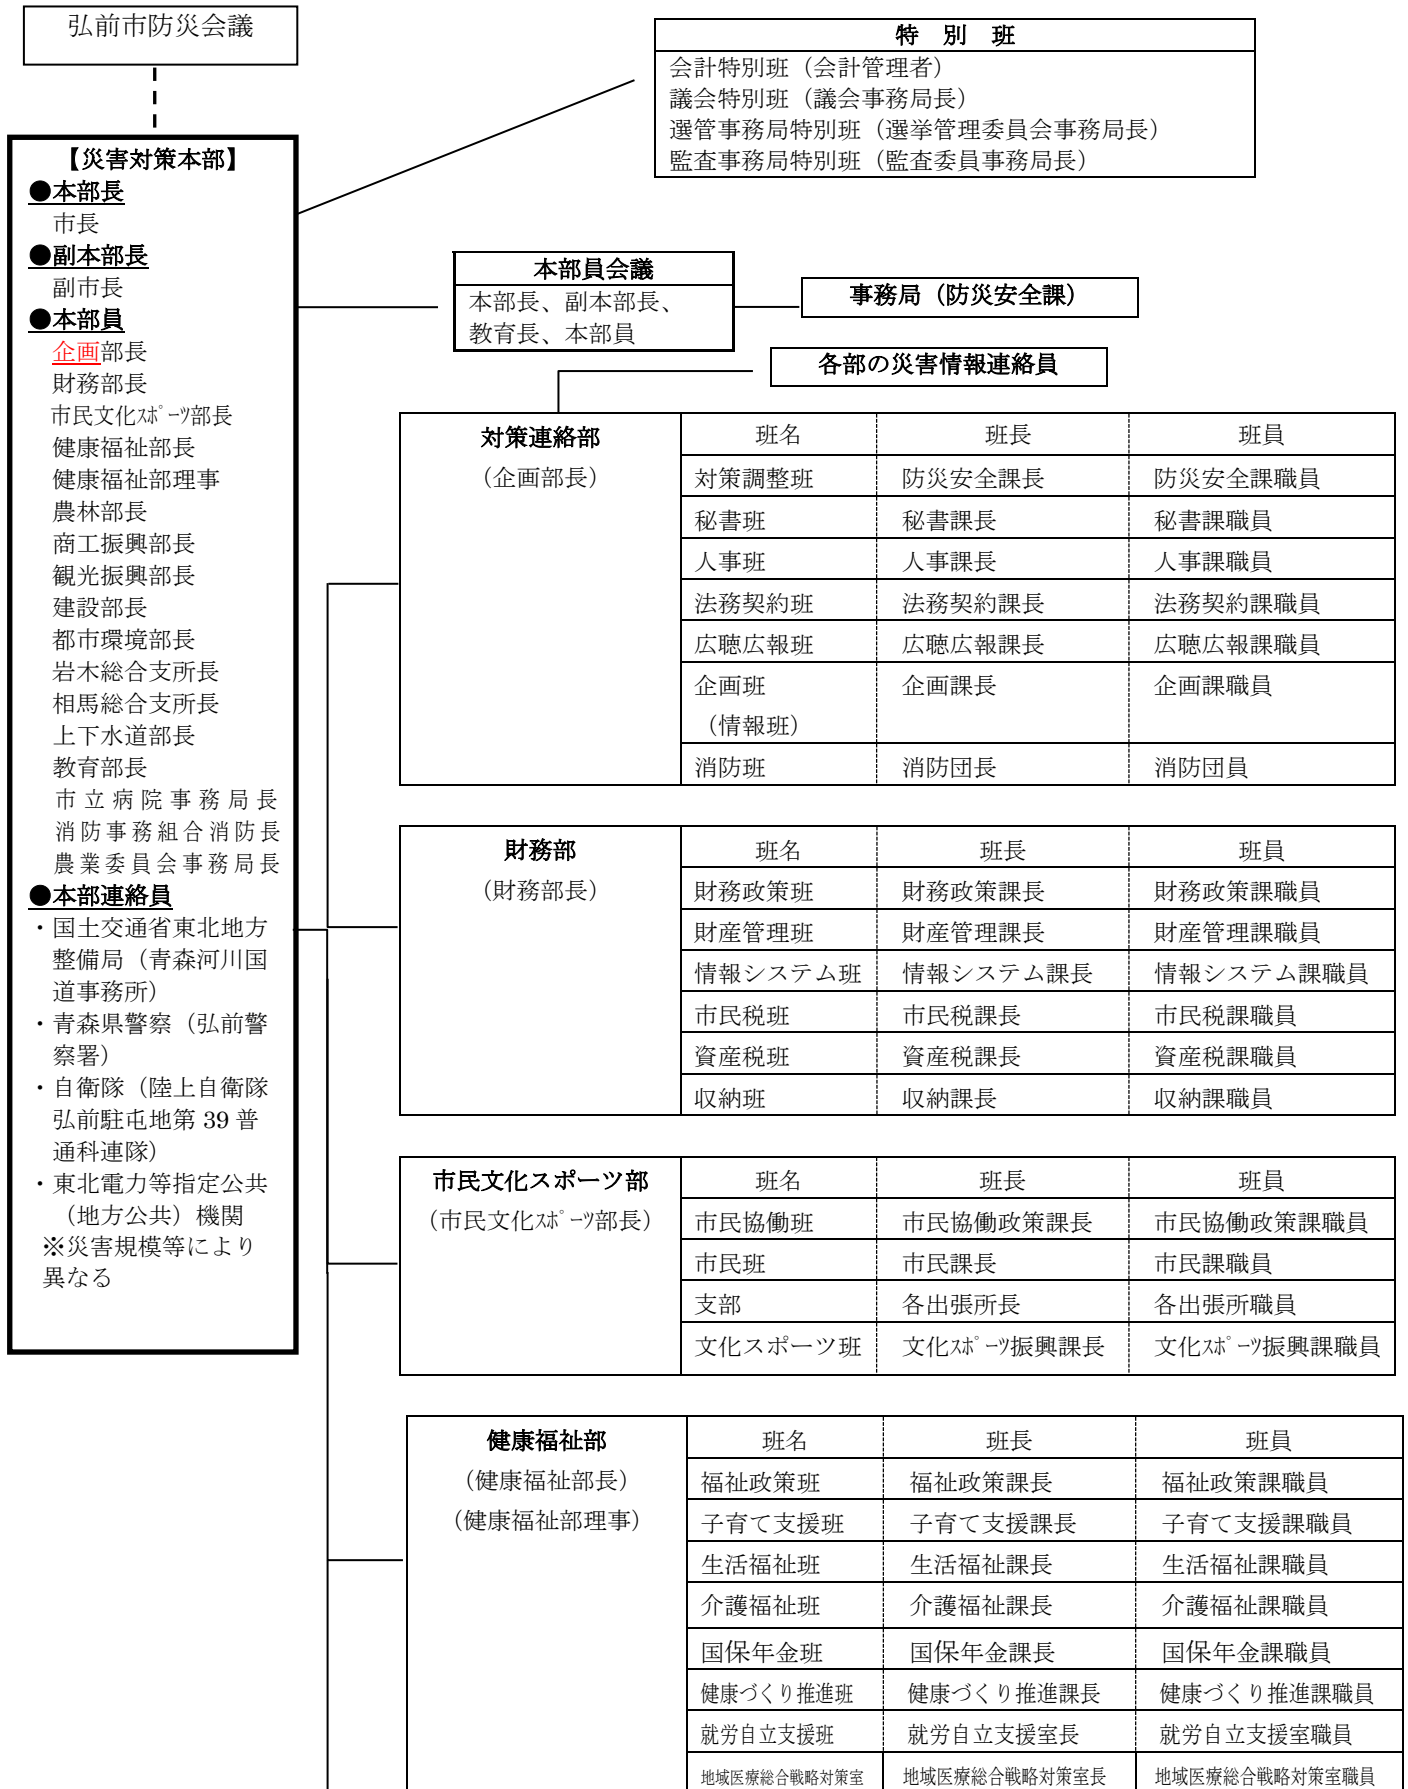 弘前市防災会議
特　別　班
会計特別班（会計管理者）
議会特別班（議会事務局長）
選管事務局特別班（選挙管理委員会事務局長）
監査事務局特別班（監査委員事務局長）
【災害対策本部】
●本部長
市長
●副本部長
副市長
●本部員
企画部長
財務部長
市民文化ｽﾎﾟｰﾂ部長
健康福祉部長
健康福祉部理事
農林部長
商工振興部長
観光振興部長
建設部長
都市環境部長
岩木総合支所長
相馬総合支所長
上下水道部長
教育部長
市立病院事務局長
消防事務組合消防長
農業委員会事務局長
●本部連絡員
・国土交通省東北地方
整備局（青森河川国
道事務所）
・青森県警察（弘前警
察署）
・自衛隊（陸上自衛隊
弘前駐屯地第 39 普
通科連隊）
・東北電力等指定公共
（地方公共）機関
※災害規模等により
異なる
本部員会議
本部長、副本部長、
教育長、本部員
事務局（防災安全課）
各部の災害情報連絡員
対策連絡部
（企画部長）
班名 班長 班員
対策調整班 防災安全課長 防災安全課職員
秘書班 秘書課長 秘書課職員
人事班 人事課長 人事課職員
法務契約班 法務契約課長 法務契約課職員
広聴広報班 広聴広報課長 広聴広報課職員
企画班 企画課長 企画課職員
（情報班）
消防班 消防団長 消防団員
財務部
（財務部長）
班名 班長 班員
財務政策班 財務政策課長 財務政策課職員
財産管理班 財産管理課長 財産管理課職員
情報システム班 情報システム課長 情報システム課職員
市民税班 市民税課長 市民税課職員
資産税班 資産税課長 資産税課職員
収納班 収納課長 収納課職員
市民文化スポーツ部
（市民文化ｽﾎﾟｰﾂ部長）
班名 班長 班員
市民協働班 市民協働政策課長 市民協働政策課職員
市民班 市民課長 市民課職員
支部 各出張所長 各出張所職員
文化スポーツ班 文化ｽﾎﾟｰﾂ振興課長 文化ｽﾎﾟｰﾂ振興課職員
健康福祉部
（健康福祉部長）
（健康福祉部理事）
班名 班長 班員
福祉政策班 福祉政策課長 福祉政策課職員
子育て支援班 子育て支援課長 子育て支援課職員
生活福祉班 生活福祉課長 生活福祉課職員
介護福祉班 介護福祉課長 介護福祉課職員
国保年金班 国保年金課長 国保年金課職員
健康づくり推進班 健康づくり推進課長 健康づくり推進課職員
就労自立支援班 就労自立支援室長 就労自立支援室職員
地域医療総合戦略対策室 地域医療総合戦略対策室長 地域医療総合戦略対策室職員